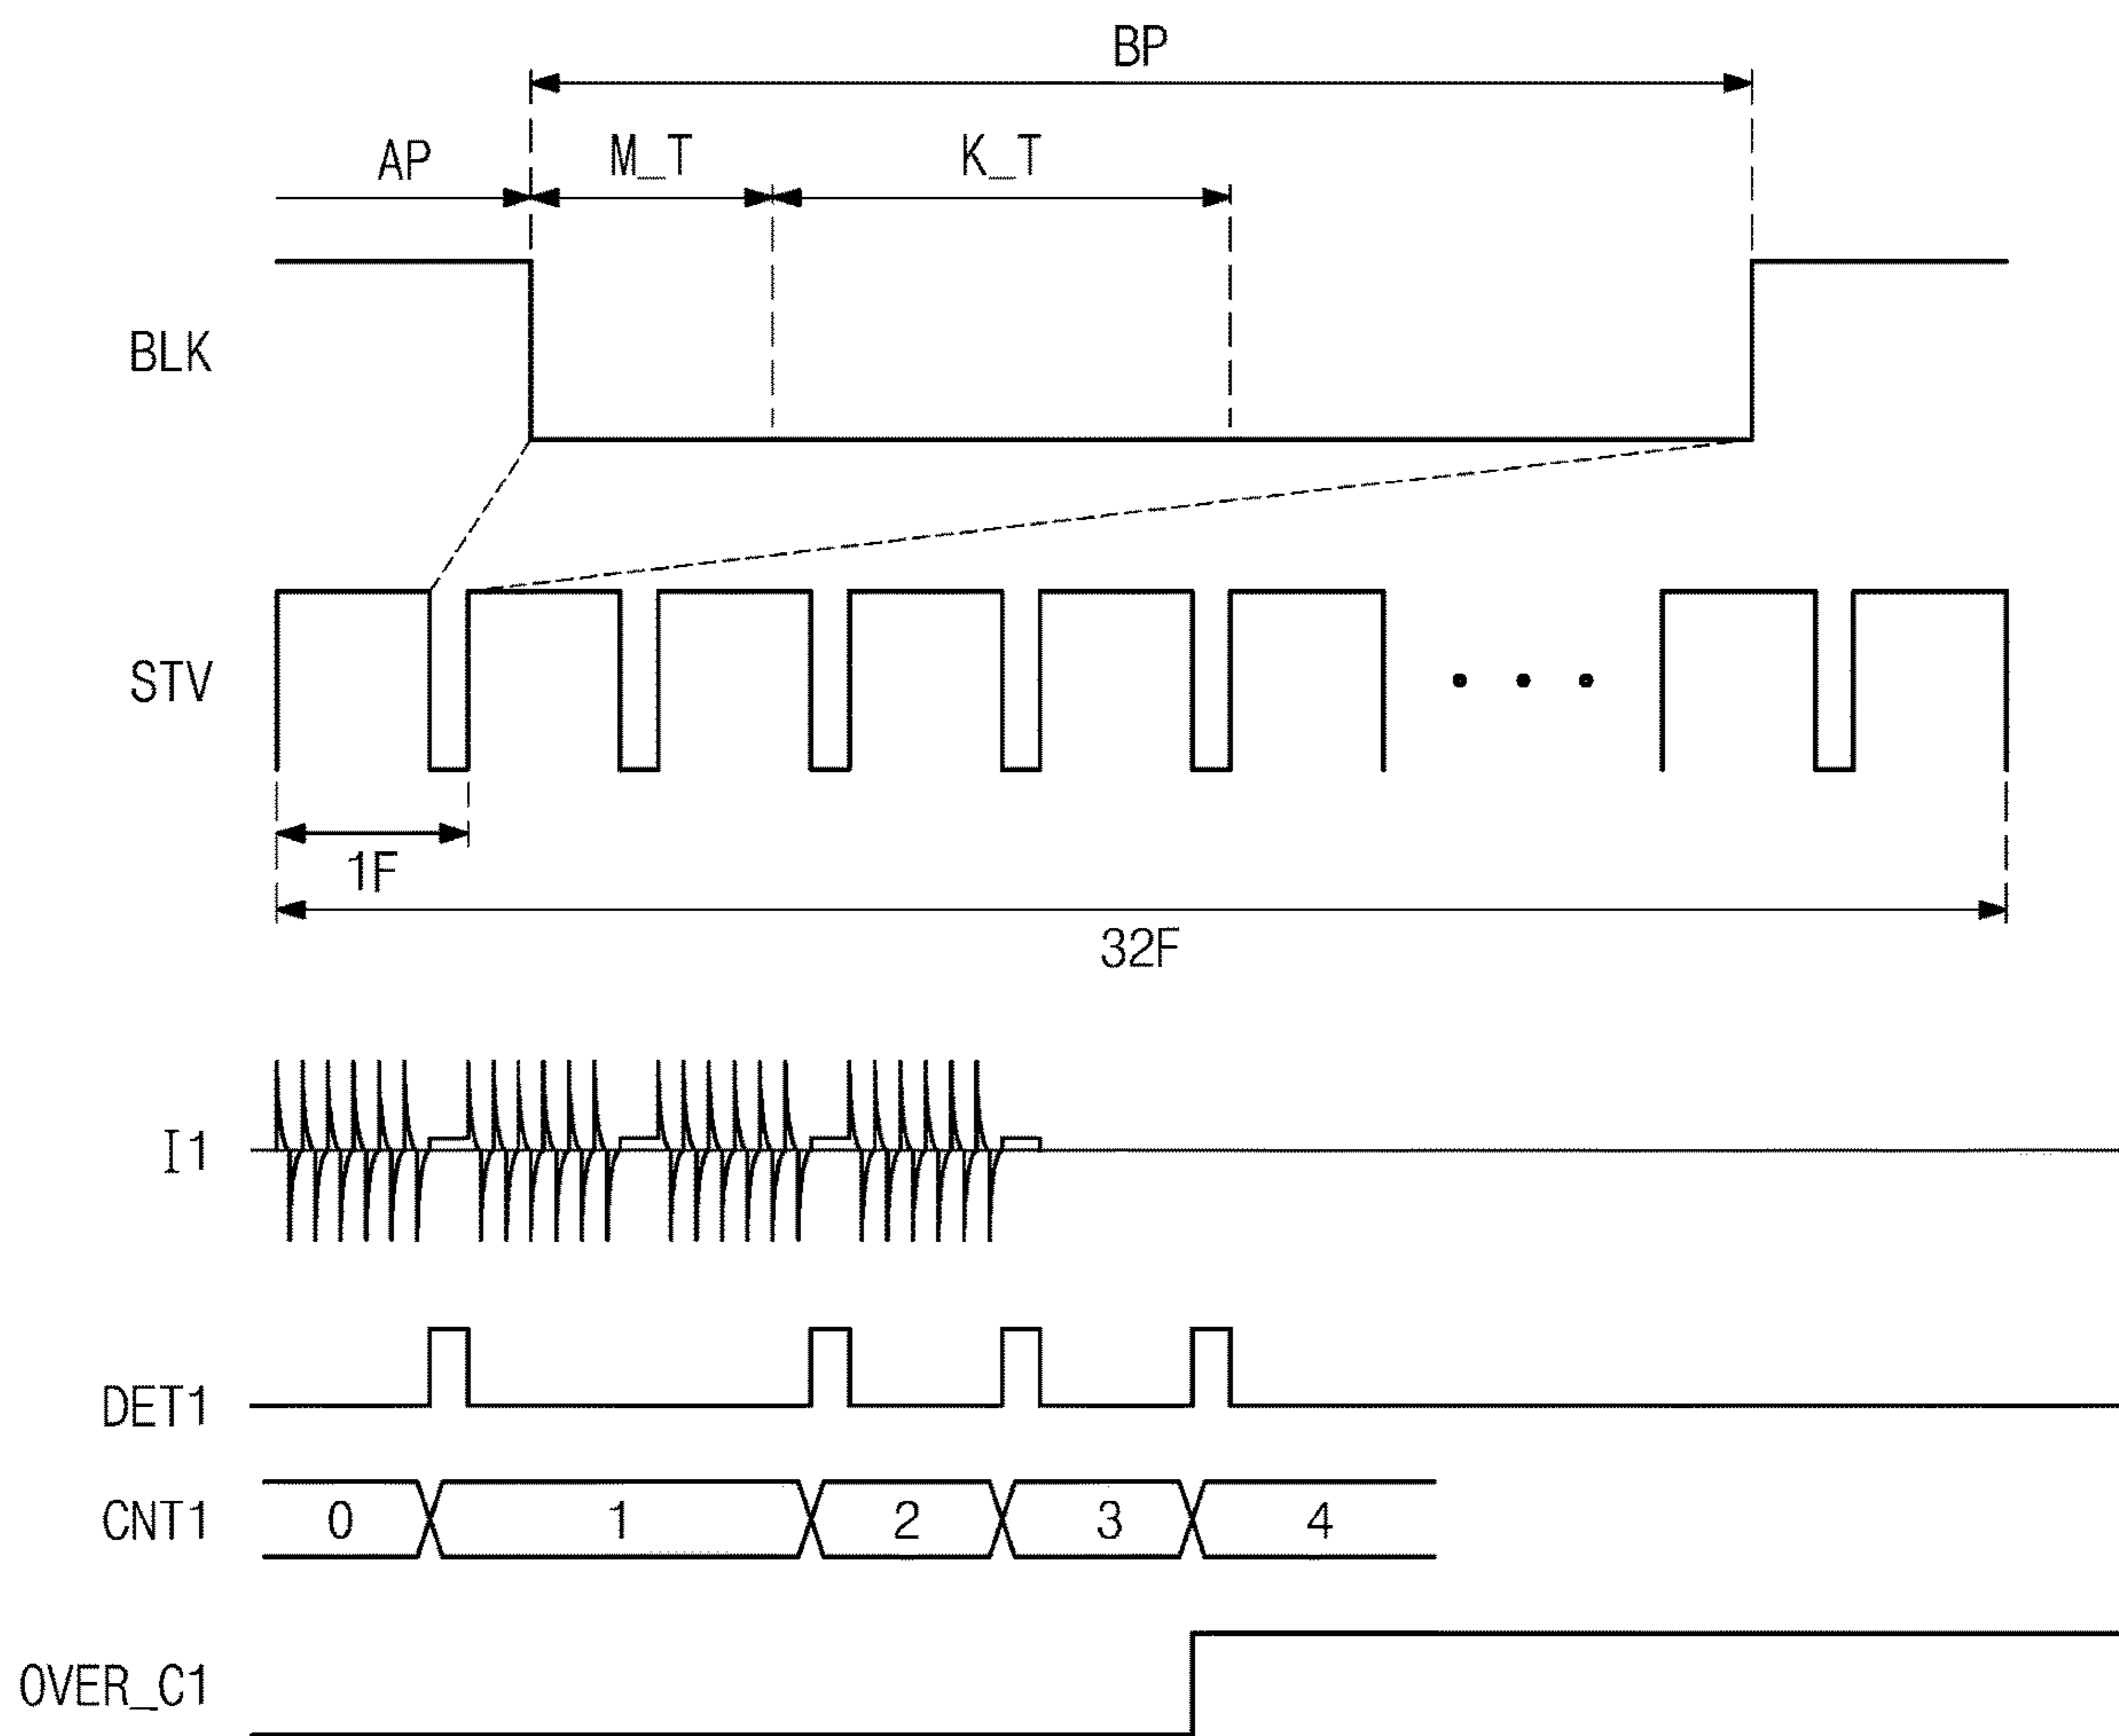 BP
AP M_T K_T
BLK
STV
1F
32F
I1
DET1
CNT1 0 1 2 3 4
OVER_C1